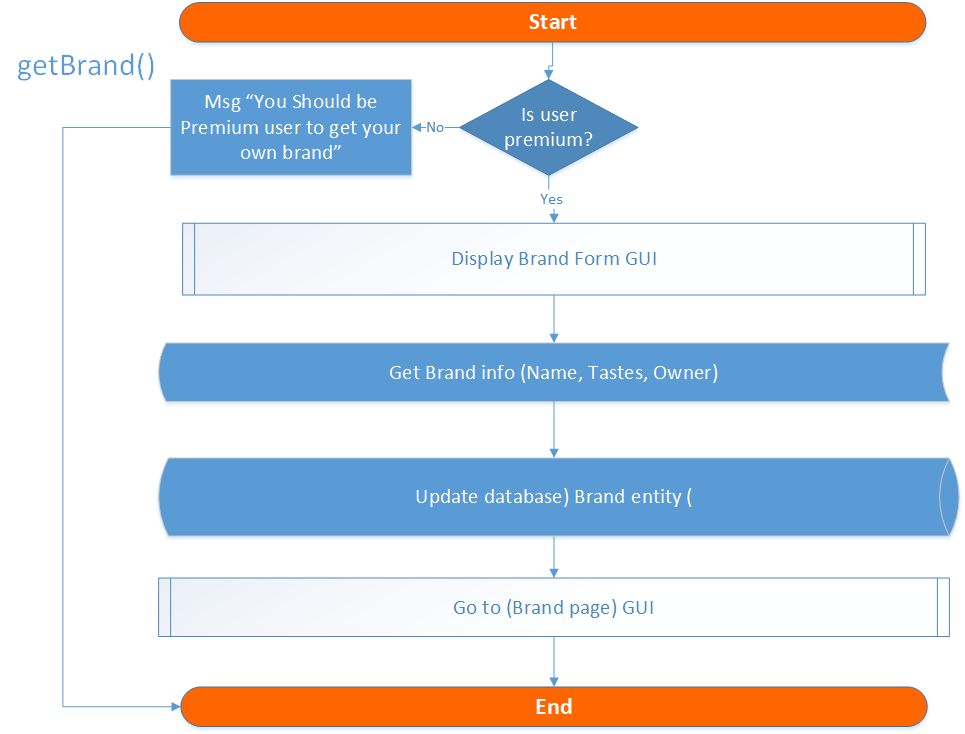 Start
getBrand()
Msg “You Should be
Premium user to get your
own brand”
No
Is user
premium?
Yes
Display Brand Form GUI
Get Brand info (Name, Tastes, Owner)
Update database) Brand entity (
Go to (Brand page) GUI
End